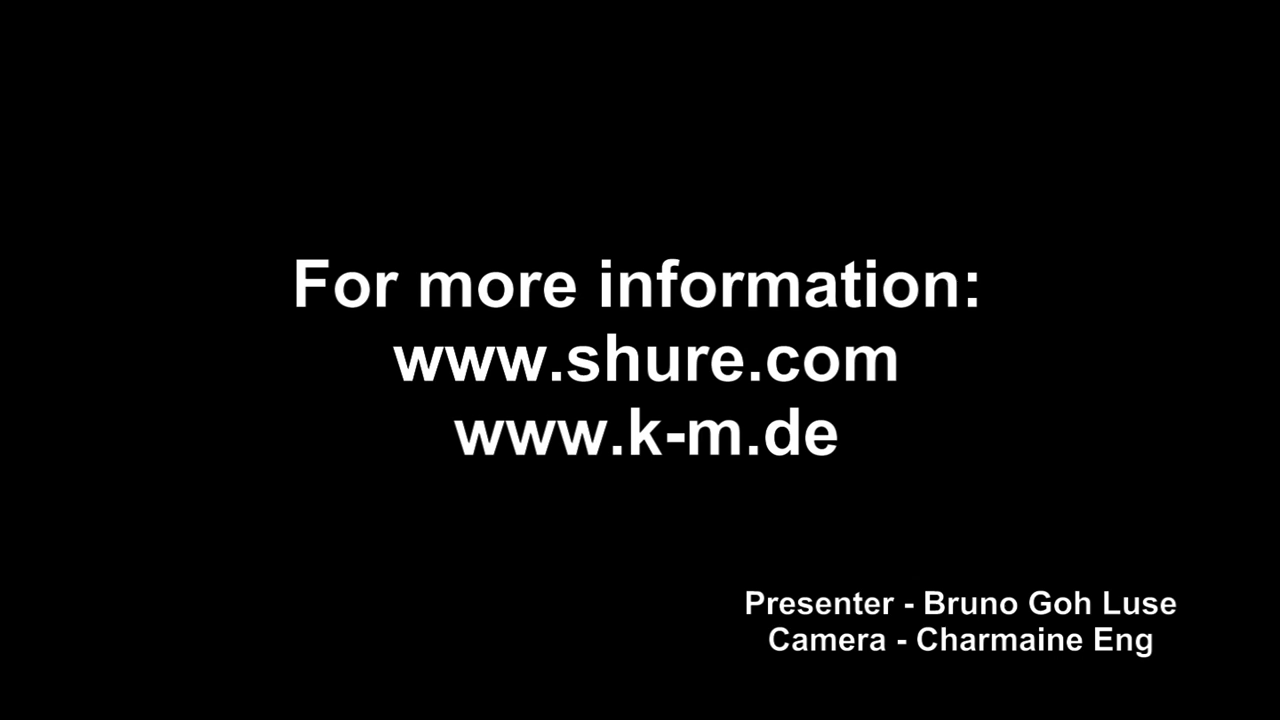 For more information:
www.shure.com
www.k-m.de
Presenter - Bruno Goh Luse
Camera - Charmaine Eng